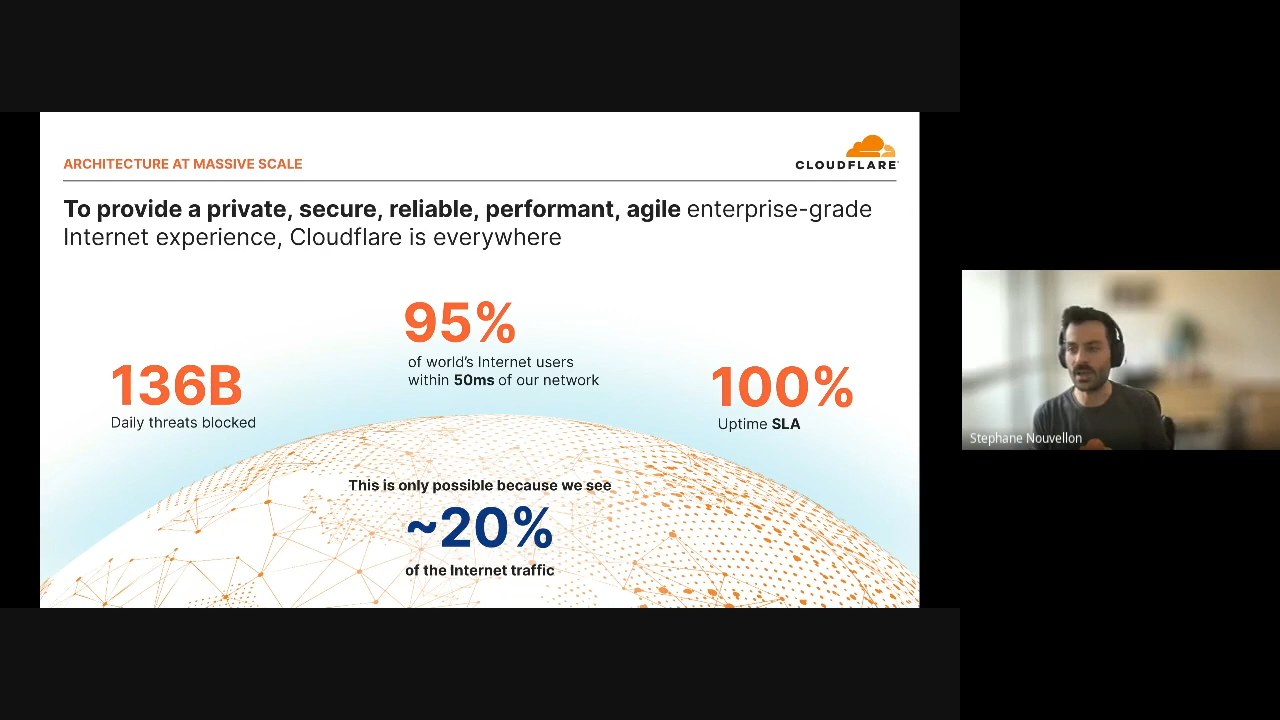 ARCHITECTURE AT MASSIVE SCALE
CLOUDFLARE
To provide a private, secure, reliable, performant, agile enterprise-grade
Internet experience, Cloudflare is everywhere
95%
of world's Internet users
within 50ms of our network
136B
Daily threats blocked
100%
Uptime SLA
This is only possible because we see
~20%
of the Internet traffic
Stephane Nouvellon